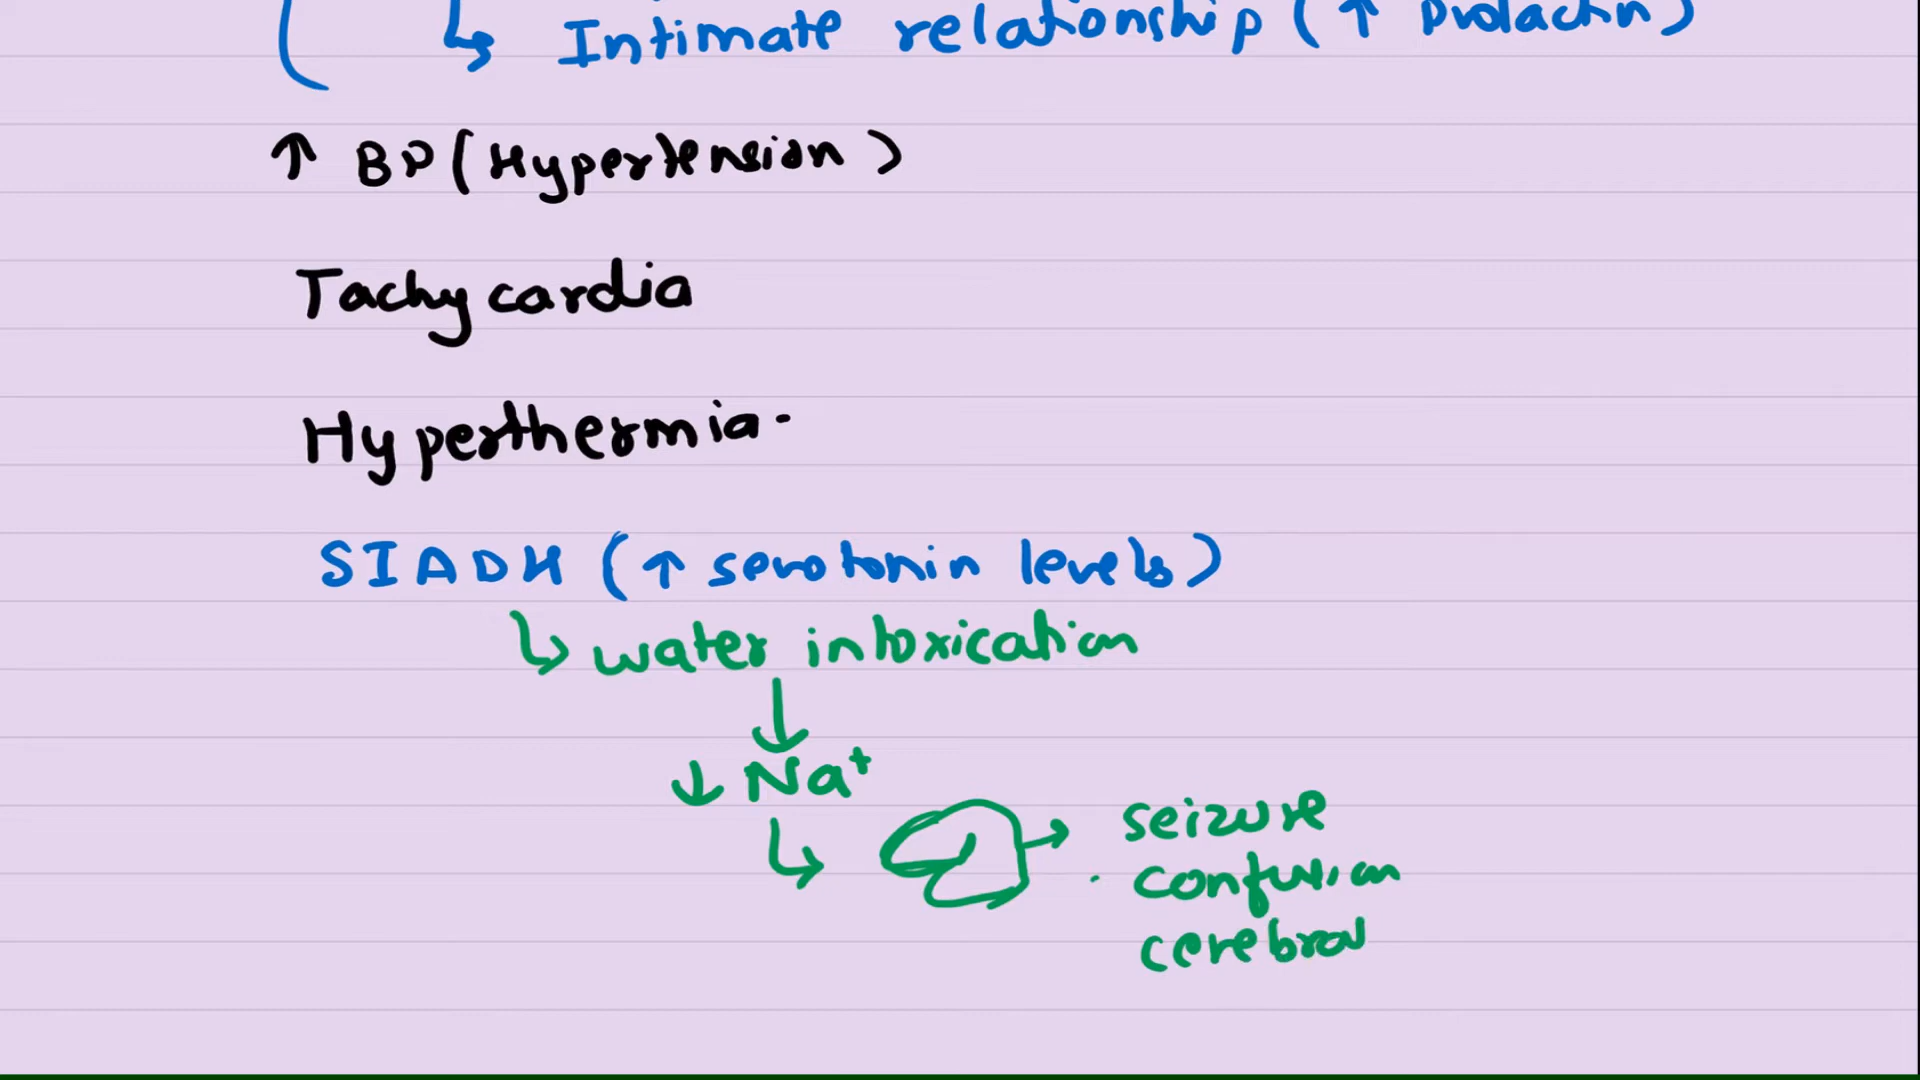 ↳ Intimate relationship (↑ prolactin)
↑ BP (Hypertension)
Tachycardia
Hyperthermia-
SIADH (↑ serotonin levels)
↳ water intoxication
↓
↓ Na⁺
↳ → seizure
confusion
cerebral